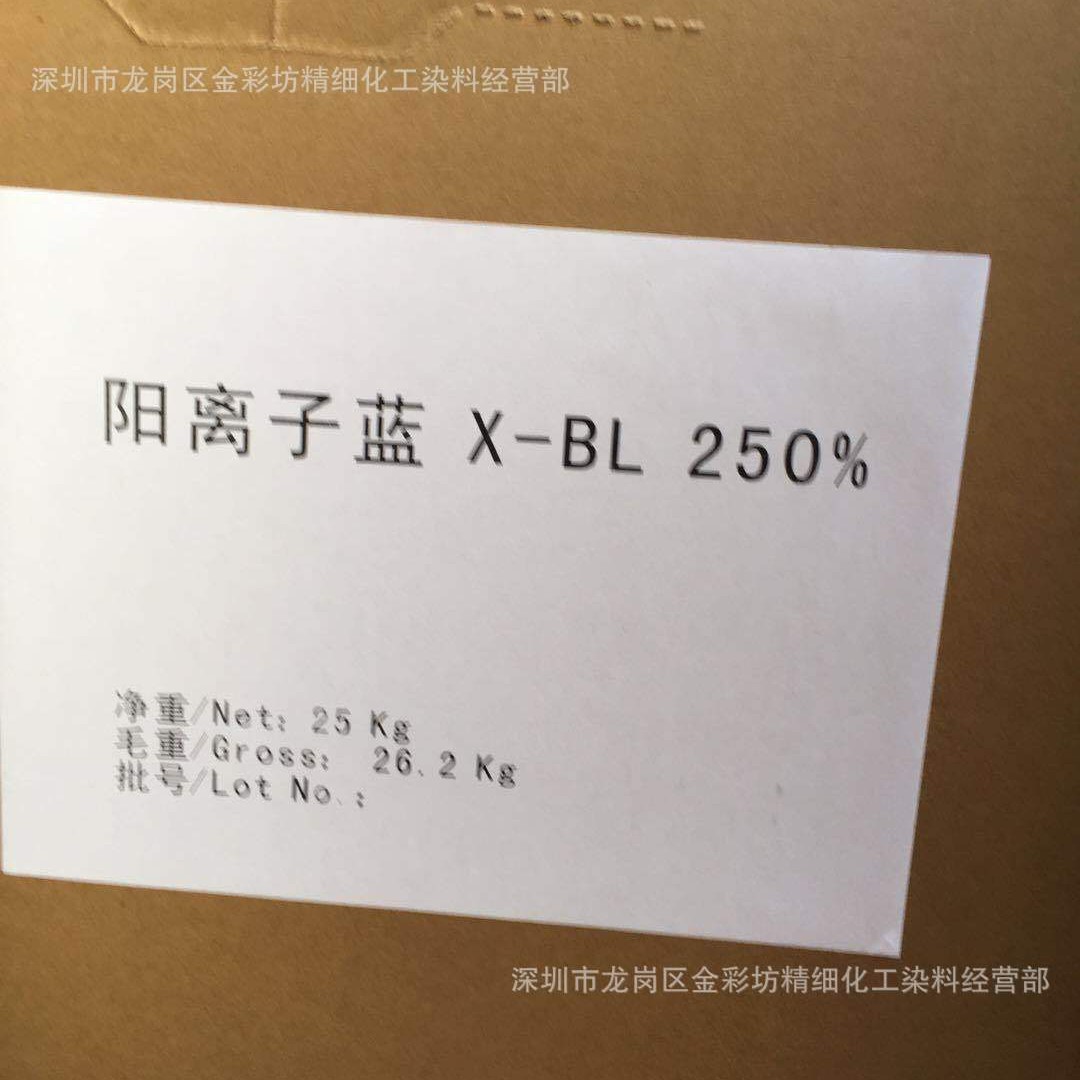 深圳市龙岗区金彩坊精细化工染料经营部
阳离子蓝 X-BL 250%
净重/Net: 25 Kg
毛重/Gross: 26.2 Kg
批号/Lot No.:
深圳市龙岗区金彩坊精细化工染料经营部